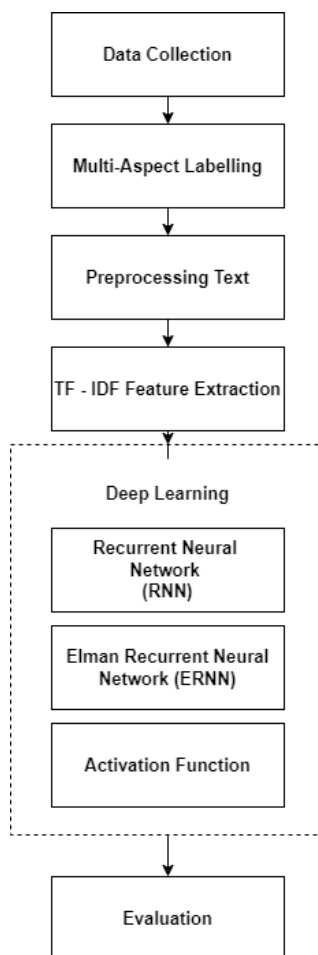 Data Collection
Multi-Aspect Labelling
Preprocessing Text
TF - IDF Feature Extraction
Deep Learning
Recurrent Neural
Network
(RNN)
Elman Recurrent Neural
Network (ERNN)
Activation Function
Evaluation